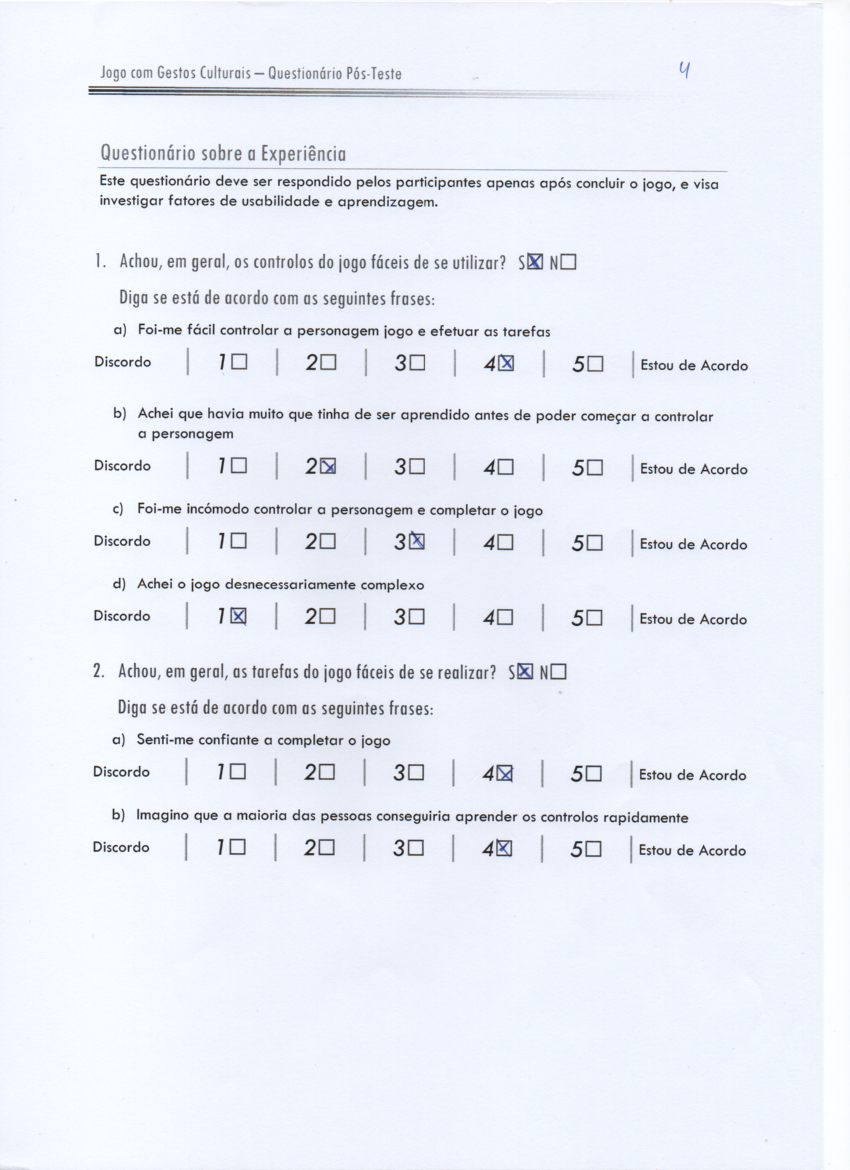 Jogo com Gestos Culturais – Questionário Pós-Teste 4
Questionário sobre a Experiência
Este questionário deve ser respondido pelos participantes apenas após concluir o jogo, e visa
investigar fatores de usabilidade e aprendizagem.
1. Achou, em geral, os controlos do jogo fáceis de se utilizar? S☒ N☐
Diga se está de acordo com as seguintes frases:
a) Foi-me fácil controlar a personagem jogo e efetuar as tarefas
Discordo | 1☐ | 2☐ | 3☐ | 4☒ | 5☐ | Estou de Acordo
b) Achei que havia muito que tinha de ser aprendido antes de poder começar a controlar
a personagem
Discordo | 1☐ | 2☒ | 3☐ | 4☐ | 5☐ | Estou de Acordo
c) Foi-me incómodo controlar a personagem e completar o jogo
Discordo | 1☐ | 2☐ | 3☒ | 4☐ | 5☐ | Estou de Acordo
d) Achei o jogo desnecessariamente complexo
Discordo | 1☒ | 2☐ | 3☐ | 4☐ | 5☐ | Estou de Acordo
2. Achou, em geral, as tarefas do jogo fáceis de se realizar? S☒ N☐
Diga se está de acordo com as seguintes frases:
a) Senti-me confiante a completar o jogo
Discordo | 1☐ | 2☐ | 3☐ | 4☒ | 5☐ | Estou de Acordo
b) Imagino que a maioria das pessoas conseguiria aprender os controlos rapidamente
Discordo | 1☐ | 2☐ | 3☐ | 4☒ | 5☐ | Estou de Acordo